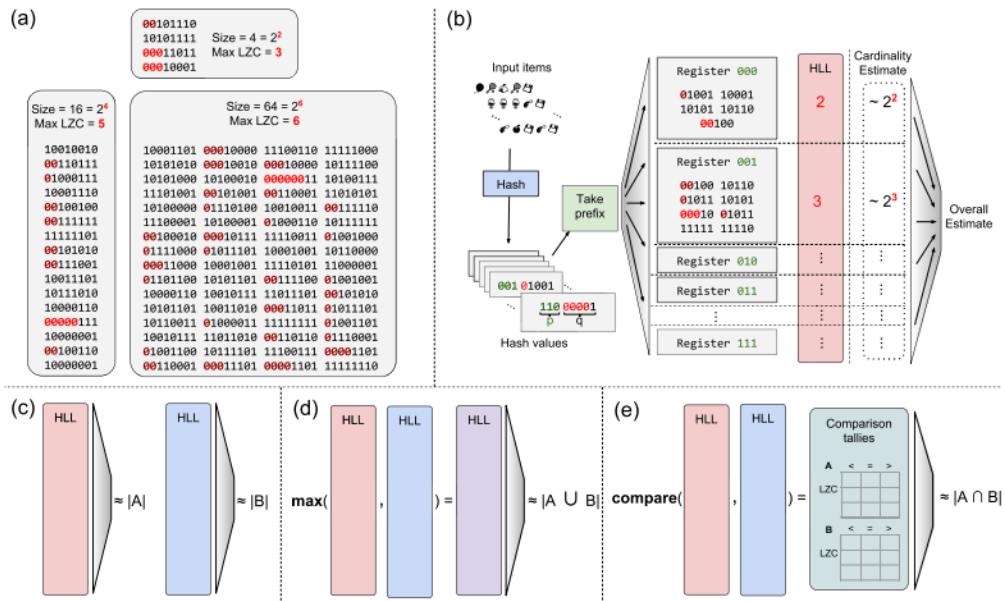 (a)
00101110
10101111
00011011
00010001
Size = 4 = 2²
Max LZC = 3
Size = 16 = 2⁴
Max LZC = 5
10010010
00110111
01000111
10001110
00100100
00111111
11111101
00101010
00111001
10011101
10111010
10000110
00000111
10000001
00100110
10000001
Size = 64 = 2⁶
Max LZC = 6
10001101 00010000 11100110 11111000
10101010 00010010 00010000 10111100
10101000 10100010 00000011 10100111
11101001 00101001 00110001 11010101
10010000 01110100 10010011 00111110
11100001 10100001 01000110 10111111
00100010 00010111 11110011 01001000
01111000 01011101 10001001 10101100
00011000 10001001 11110101 11000001
01101100 10110101 00111100 01001001
10000110 10010111 11011101 00101010
10111101 10011000 00011011 01011011
10110011 01000011 11111111 01001101
10010111 11011010 00110110 01110001
01001100 10111101 11100111 00001101
00110001 00011101 00001101 11111110
(b)
Input items
Hash
Take
prefix
001 01001
110 00001
p q
Hash values
Register 000
01001 10001
10101 10110
00100
Register 001
00100 10110
01011 10101
00010 01011
11111 11110
Register 010
Register 011
Register 111
HLL
2
3
Cardinality
Estimate
~ 2²
~ 2³
Overall
Estimate
(c)
HLL
≈ |A|
HLL
≈ |B|
(d)
max( HLL , HLL ) = HLL ≈ |A ∪ B|
(e)
compare( HLL , HLL ) =
Comparison
tallies
A < = >
LZC
B < = >
LZC
≈ |A ∩ B|